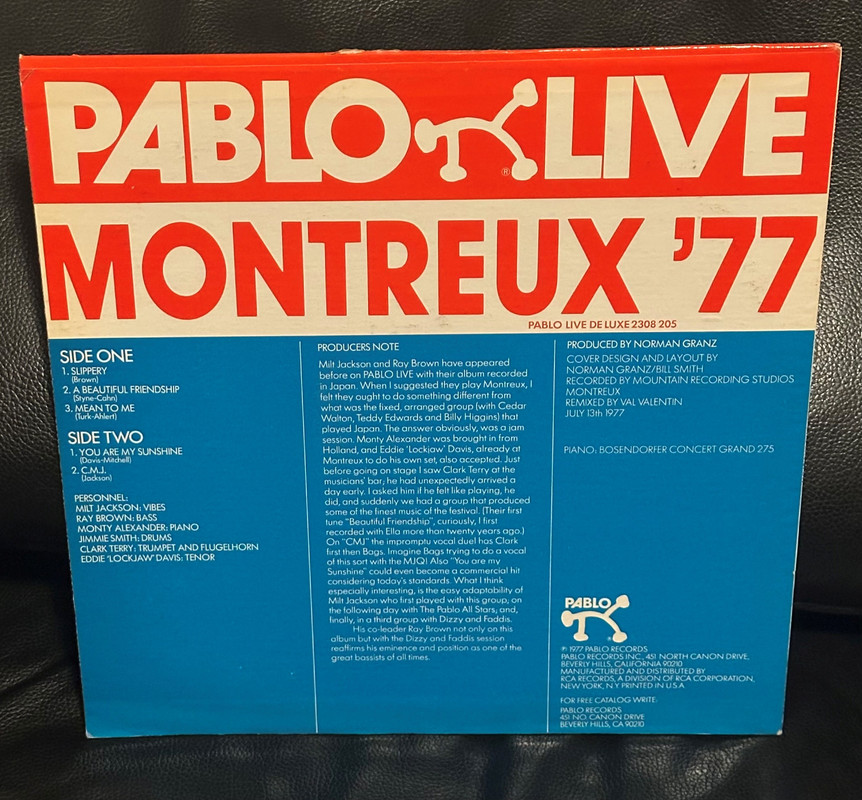 PABLO LIVE
®
MONTREUX '77
PABLO LIVE DE LUXE 2308 205
SIDE ONE
1. SLIPPERY
(Brown)
2. A BEAUTIFUL FRIENDSHIP
(Styne-Cahn)
3. MEAN TO ME
(Turk-Ahlert)
SIDE TWO
1. YOU ARE MY SUNSHINE
(Davis-Mitchell)
2. C.M.J.
(Jackson)
PERSONNEL:
MILT JACKSON: VIBES
RAY BROWN: BASS
MONTY ALEXANDER: PIANO
JIMMIE SMITH: DRUMS
CLARK TERRY: TRUMPET AND FLUGELHORN
EDDIE 'LOCKJAW' DAVIS: TENOR
PRODUCERS NOTE
Milt Jackson and Ray Brown have appeared
before on PABLO LIVE with their album recorded
in Japan. When I suggested they play Montreux, I
felt they ought to do something different from
what was the fixed, arranged group (with Cedar
Walton, Teddy Edwards and Billy Higgins) that
played Japan. The answer obviously, was a jam
session. Monty Alexander was brought in from
Holland, and Eddie 'Lockjaw' Davis, already at
Montreux to do his own set, also accepted. Just
before going on stage I saw Clark Terry at the
musicians' bar; he had unexpectedly arrived a
day early. I asked him if he felt like playing, he
did, and suddenly we had a group that produced
some of the finest music of the festival. (Their first
tune "Beautiful Friendship", curiously, I first
recorded with Ella more than twenty years ago.)
On "CMJ" the impromptu vocal duel has Clark
first then Bags. Imagine Bags trying to do a vocal
of this sort with the MJQ! Also "You are my
Sunshine" could even become a commercial hit
considering today's standards. What I think
especially interesting, is the easy adaptability of
Milt Jackson who first played with this group; on
the following day with The Pablo All Stars; and,
finally, in a third group with Dizzy and Faddis.
His co-leader Ray Brown not only on this
album but with the Dizzy and Faddis session
reaffirms his eminence and position as one of the
great bassists of all times.
PRODUCED BY NORMAN GRANZ
COVER DESIGN AND LAYOUT BY
NORMAN GRANZ/BILL SMITH
RECORDED BY MOUNTAIN RECORDING STUDIOS
MONTREUX
REMIXED BY VAL VALENTIN
JULY 13th 1977
PIANO: BOSENDORFER CONCERT GRAND 275
PABLO
®
℗ 1977 PABLO RECORDS
PABLO RECORDS INC., 451 NORTH CANON DRIVE,
BEVERLY HILLS, CALIFORNIA 90210
MANUFACTURED AND DISTRIBUTED BY
RCA RECORDS, A DIVISION OF RCA CORPORATION,
NEW YORK, N.Y. PRINTED IN U.S.A.
FOR FREE CATALOG WRITE:
PABLO RECORDS
451 NO. CANON DRIVE
BEVERLY HILLS, CA 90210